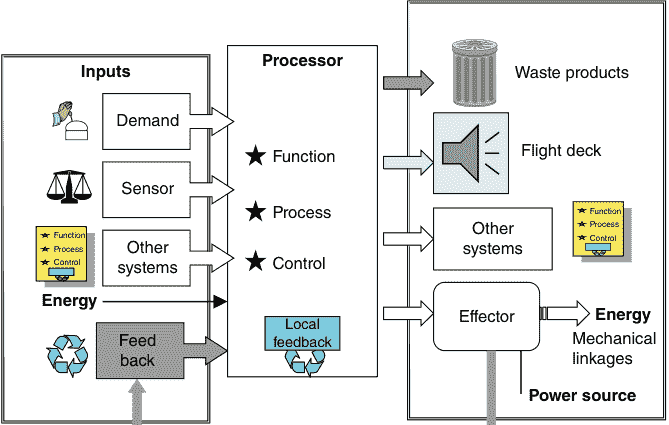 Inputs
Demand
Sensor
Other
systems
Function
Process
Control
Energy
Feed
back
Processor
Function
Process
Control
Local
feedback
Waste products
Flight deck
Other
systems
Function
Process
Control
Effector
Energy
Mechanical
linkages
Power source